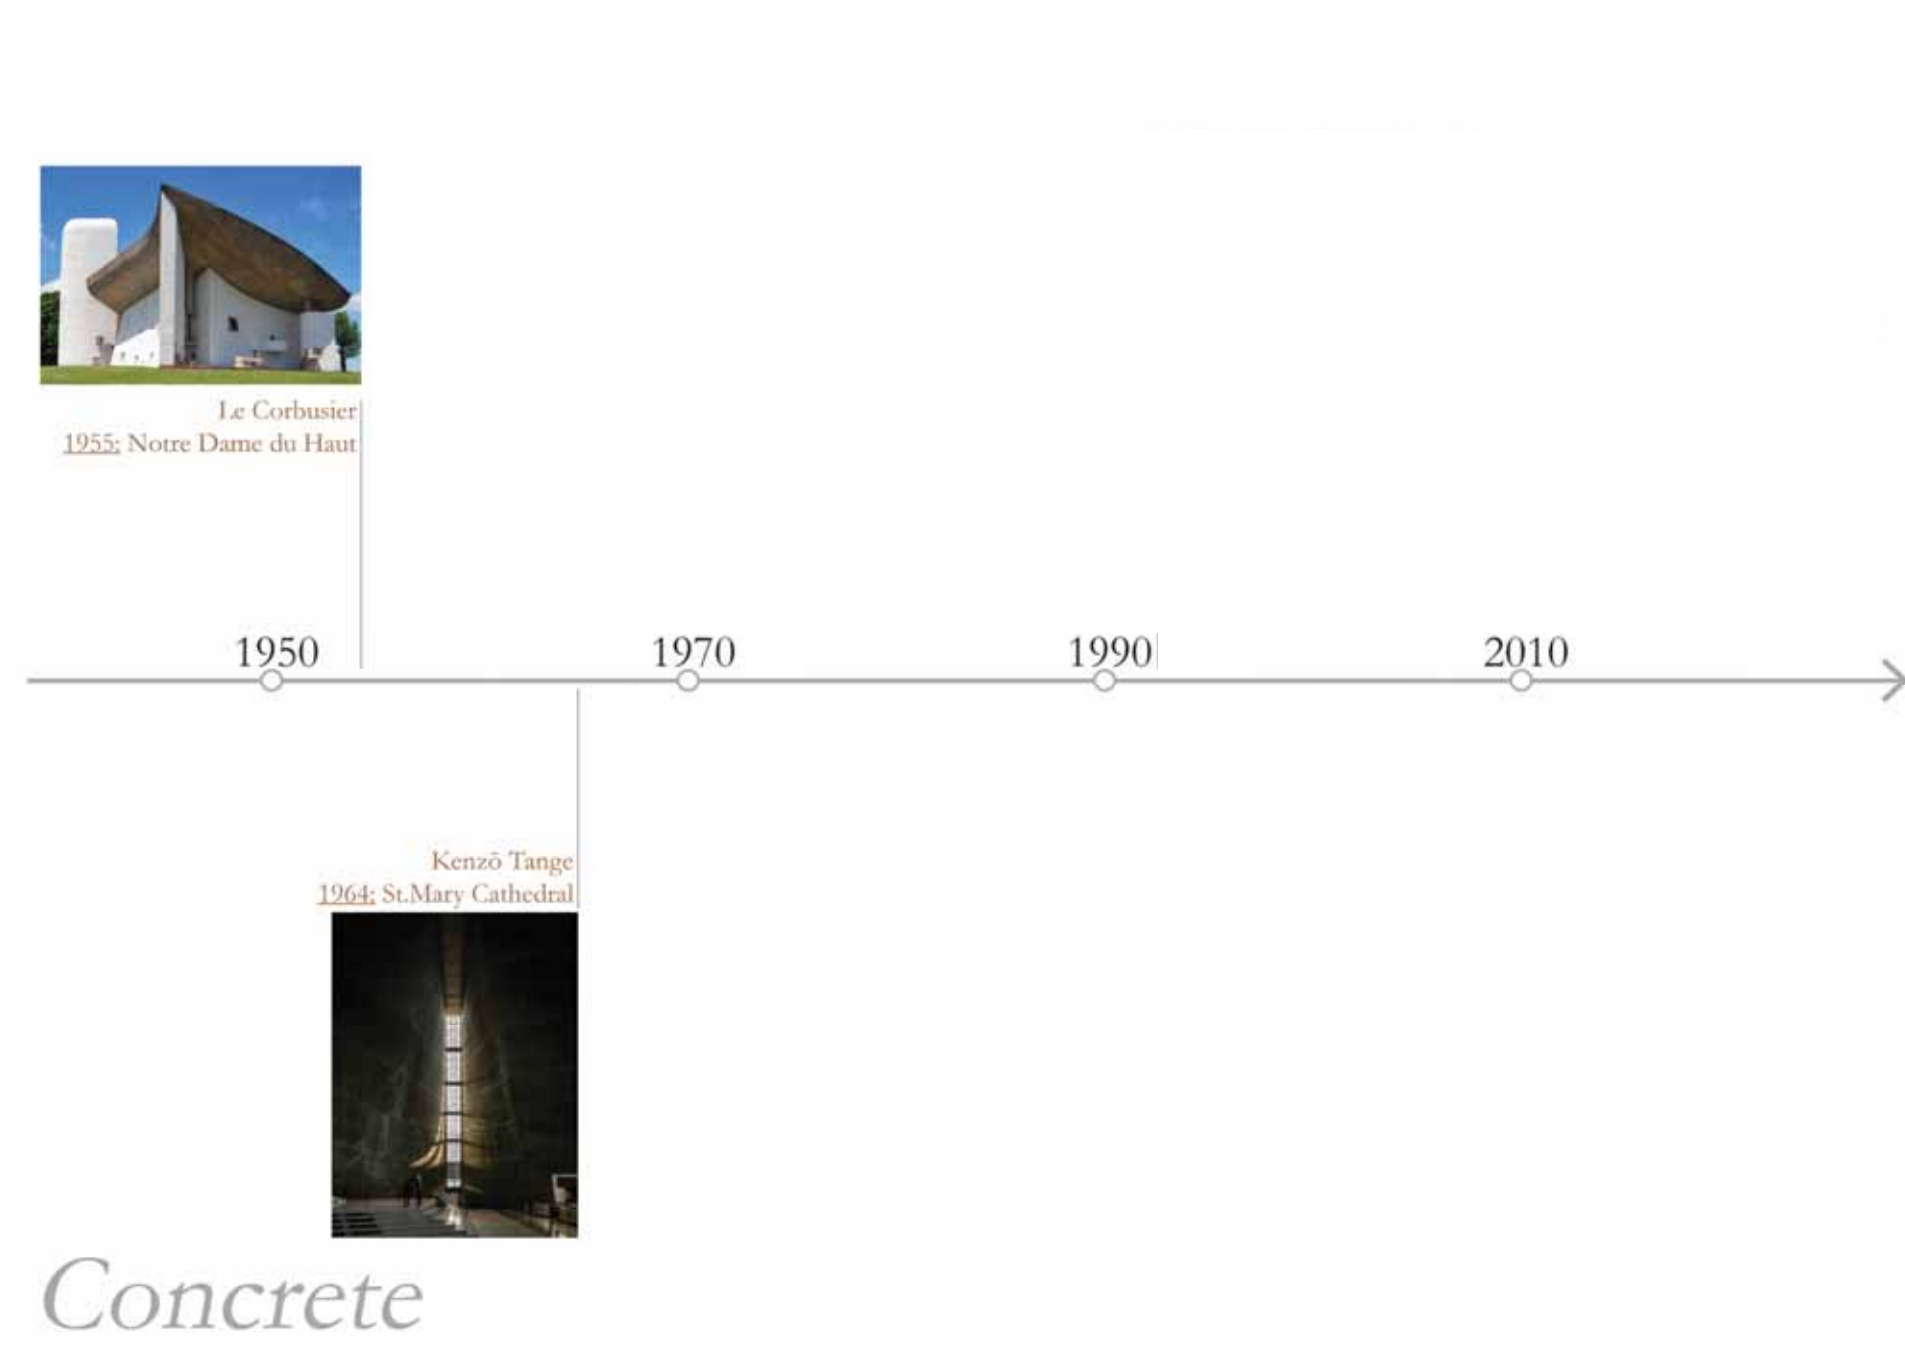 Le Corbusier
1955: Notre Dame du Haut
1950
1970
1990
2010
Kenzō Tange
1964: St.Mary Cathedral
Concrete